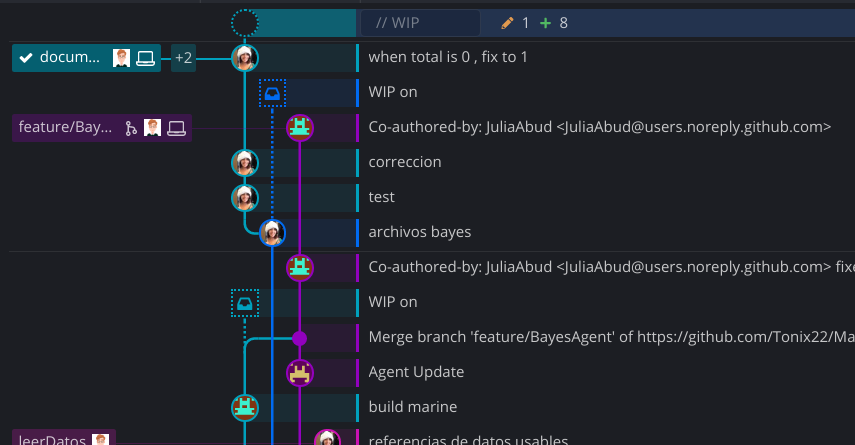 // WIP 1 + 8
docum... +2 when total is 0 , fix to 1
WIP on
feature/Bay... Co-authored-by: JuliaAbud <JuliaAbud@users.noreply.github.com>
correccion
test
archivos bayes
Co-authored-by: JuliaAbud <JuliaAbud@users.noreply.github.com> fixe
WIP on
Merge branch 'feature/BayesAgent' of https://github.com/Tonix22/Ma
Agent Update
build marine
leerDatos referencias de datos usables